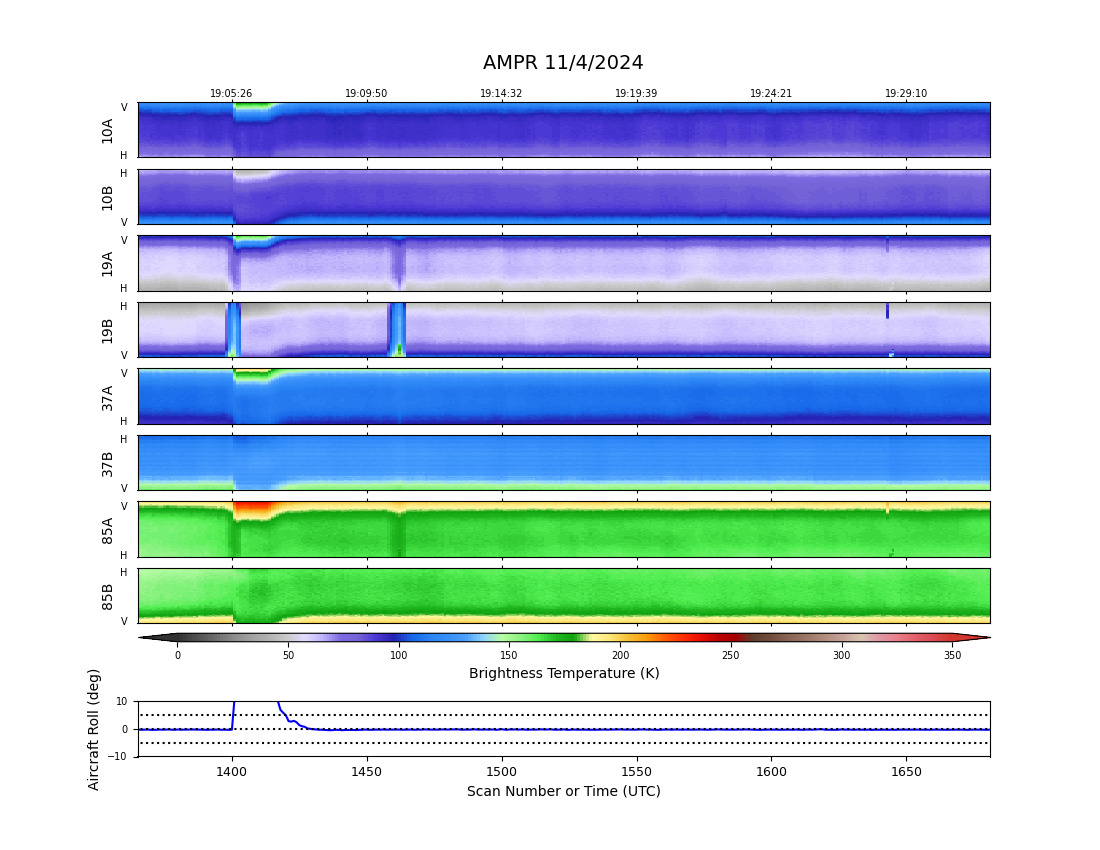 AMPR 11/4/2024
19:05:26 19:09:50 19:14:32 19:19:39 19:24:21 19:29:10
V
10A
H
H
10B
V
V
19A
H
H
19B
V
V
37A
H
H
37B
V
V
85A
H
H
85B
V
0 50 100 150 200 250 300 350
Brightness Temperature (K)
Aircraft Roll (deg)
10
0
−10
1400 1450 1500 1550 1600 1650
Scan Number or Time (UTC)